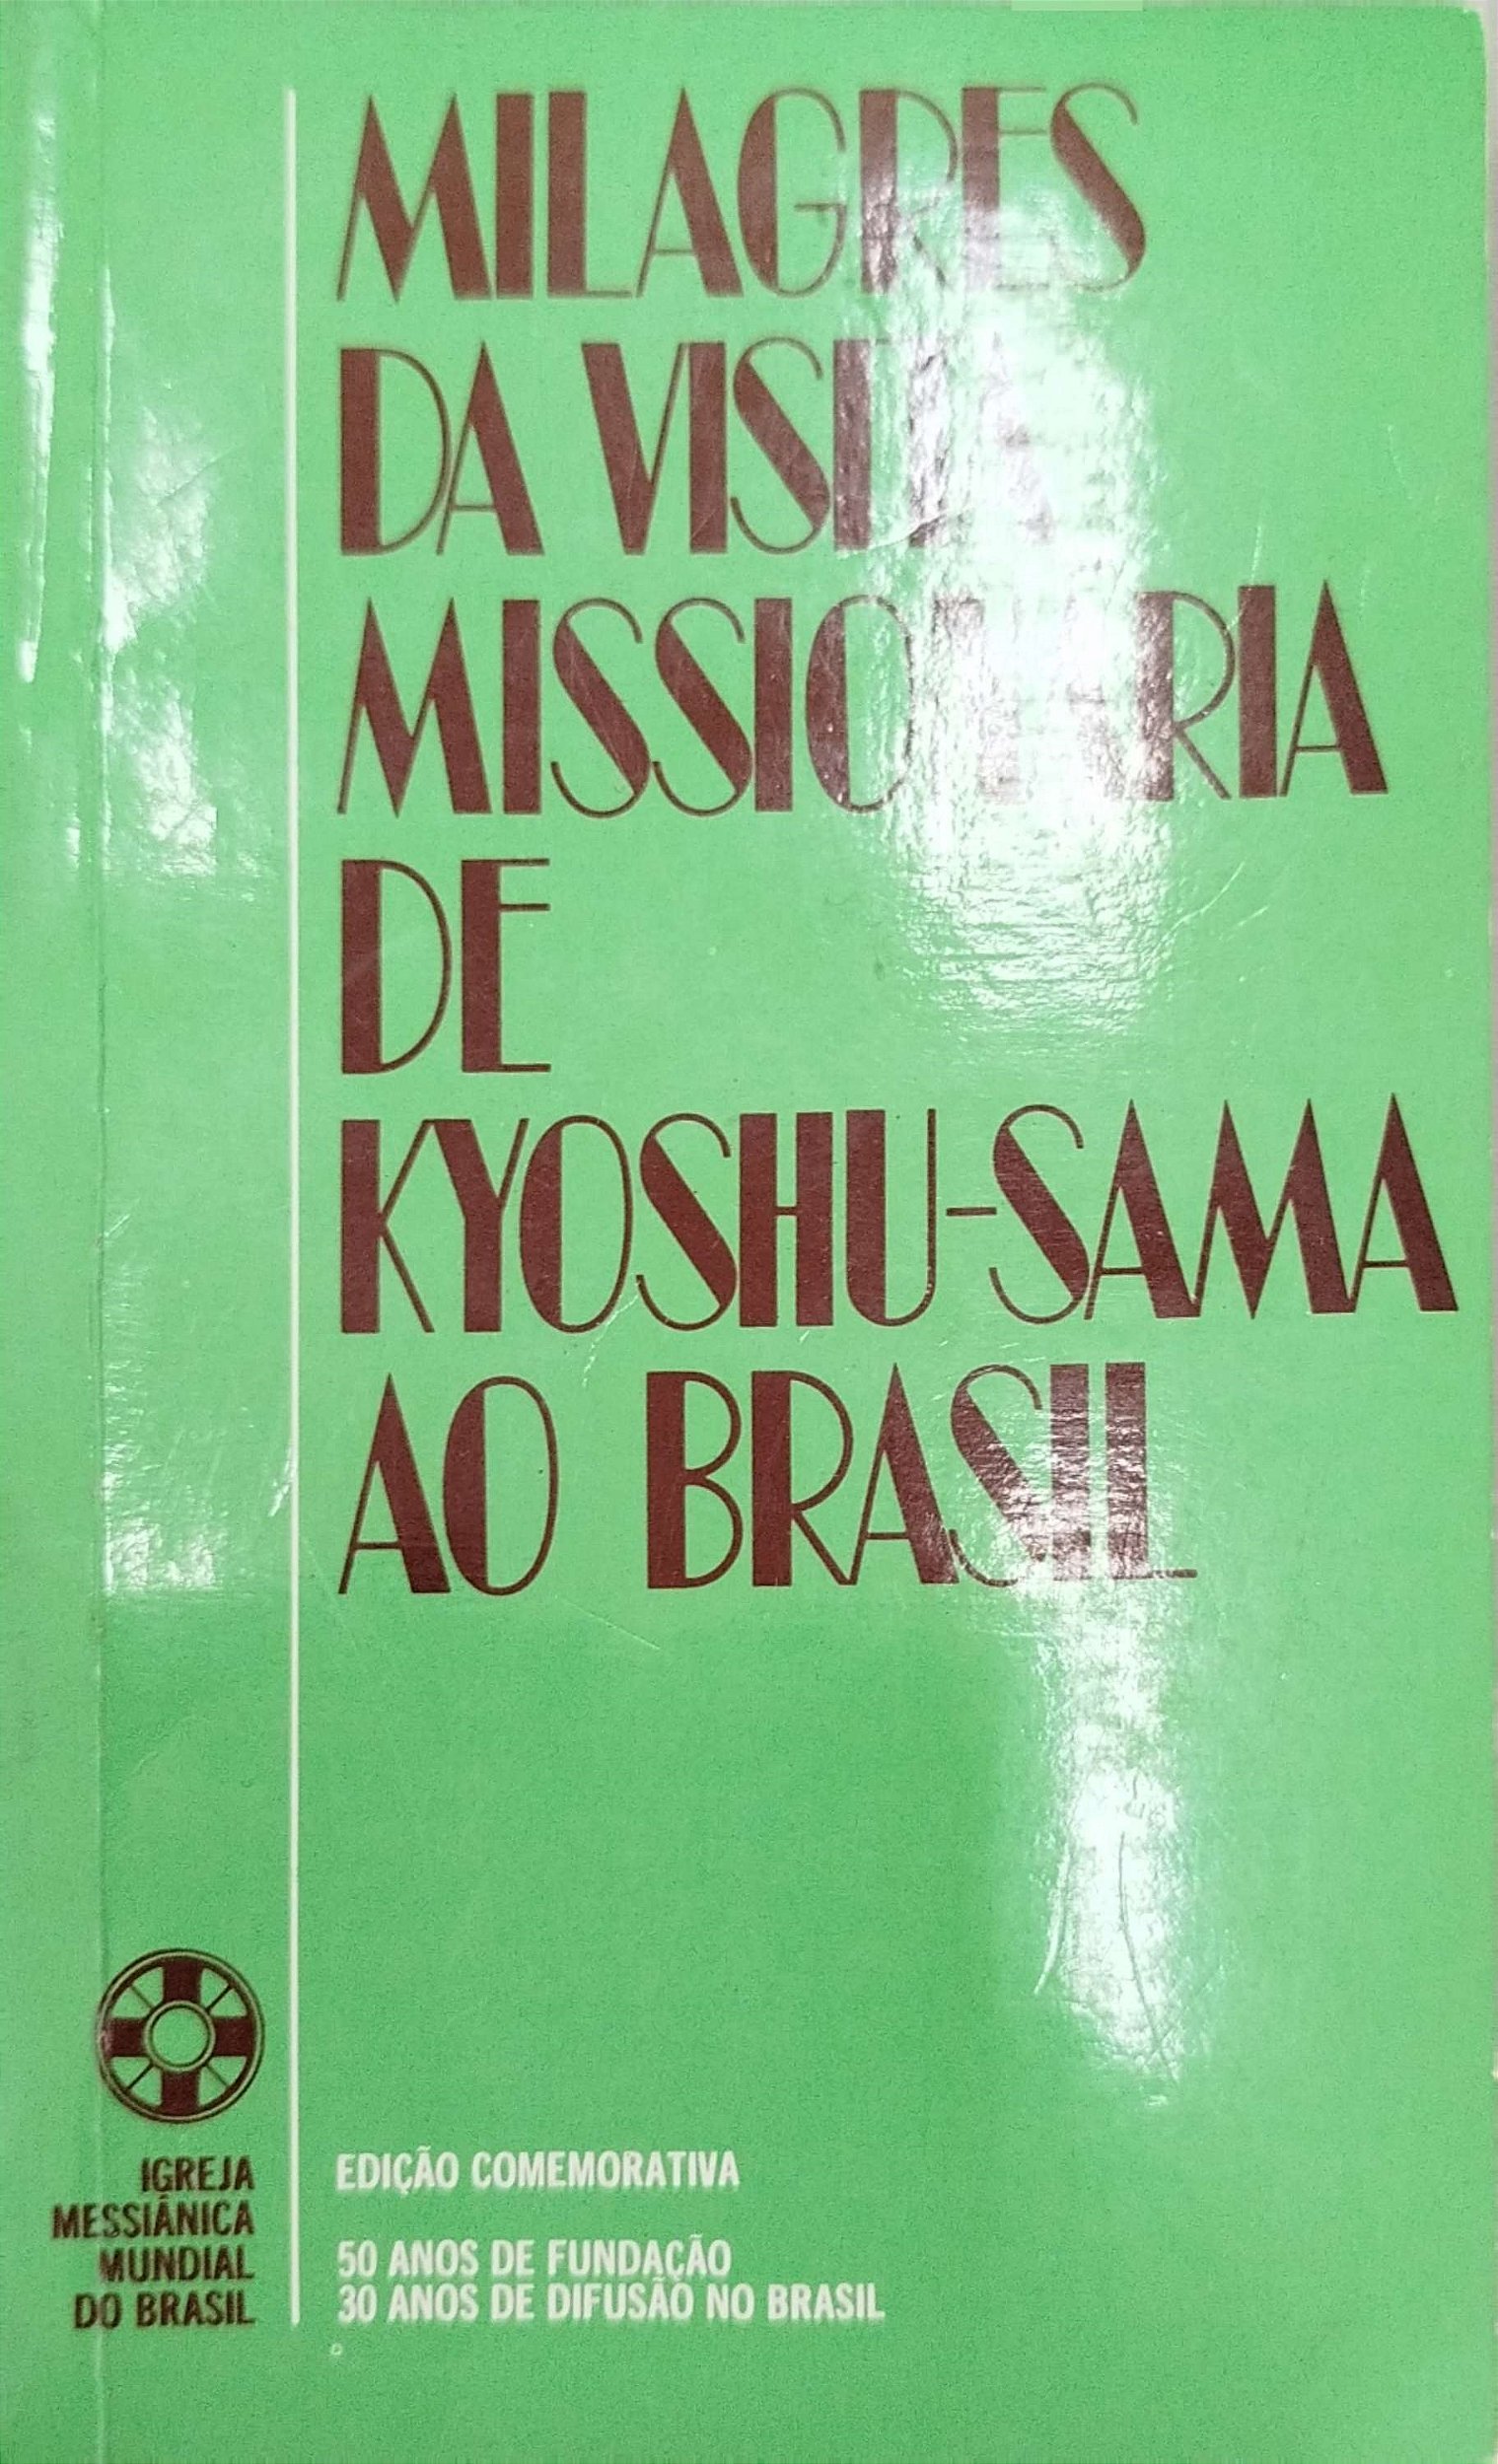 MILAGRES
DA VISITA
MISSIONÁRIA
DE
KYOSHU-SAMA
AO BRASIL
IGREJA
MESSIÂNICA
MUNDIAL
DO BRASIL
EDIÇÃO COMEMORATIVA
50 ANOS DE FUNDAÇÃO
30 ANOS DE DIFUSÃO NO BRASIL